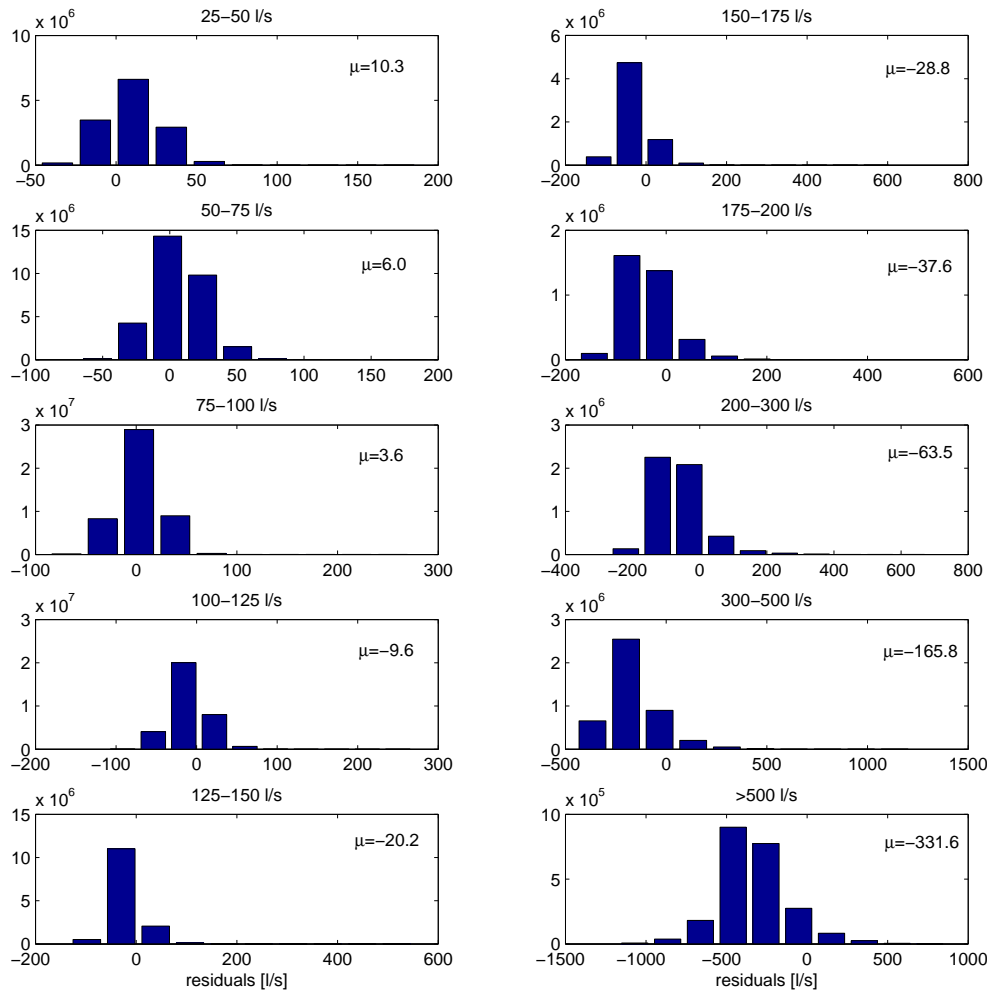 x 10^6
25−50 l/s
10
5
0
μ=10.3
−50 0 50 100 150 200
x 10^6
50−75 l/s
15
10
5
0
μ=6.0
−100 −50 0 50 100 150 200
x 10^7
75−100 l/s
3
2
1
0
μ=3.6
−100 0 100 200 300
x 10^7
100−125 l/s
3
2
1
0
μ=−9.6
−200 −100 0 100 200 300
x 10^6
125−150 l/s
15
10
5
0
μ=−20.2
−200 0 200 400 600
residuals [l/s]
x 10^6
150−175 l/s
6
4
2
0
μ=−28.8
−200 0 200 400 600 800
x 10^6
175−200 l/s
2
1
0
μ=−37.6
−200 0 200 400 600
x 10^6
200−300 l/s
3
2
1
0
μ=−63.5
−400 −200 0 200 400 600 800
x 10^6
300−500 l/s
3
2
1
0
μ=−165.8
−500 0 500 1000 1500
x 10^5
>500 l/s
10
5
0
μ=−331.6
−1500 −1000 −500 0 500 1000
residuals [l/s]